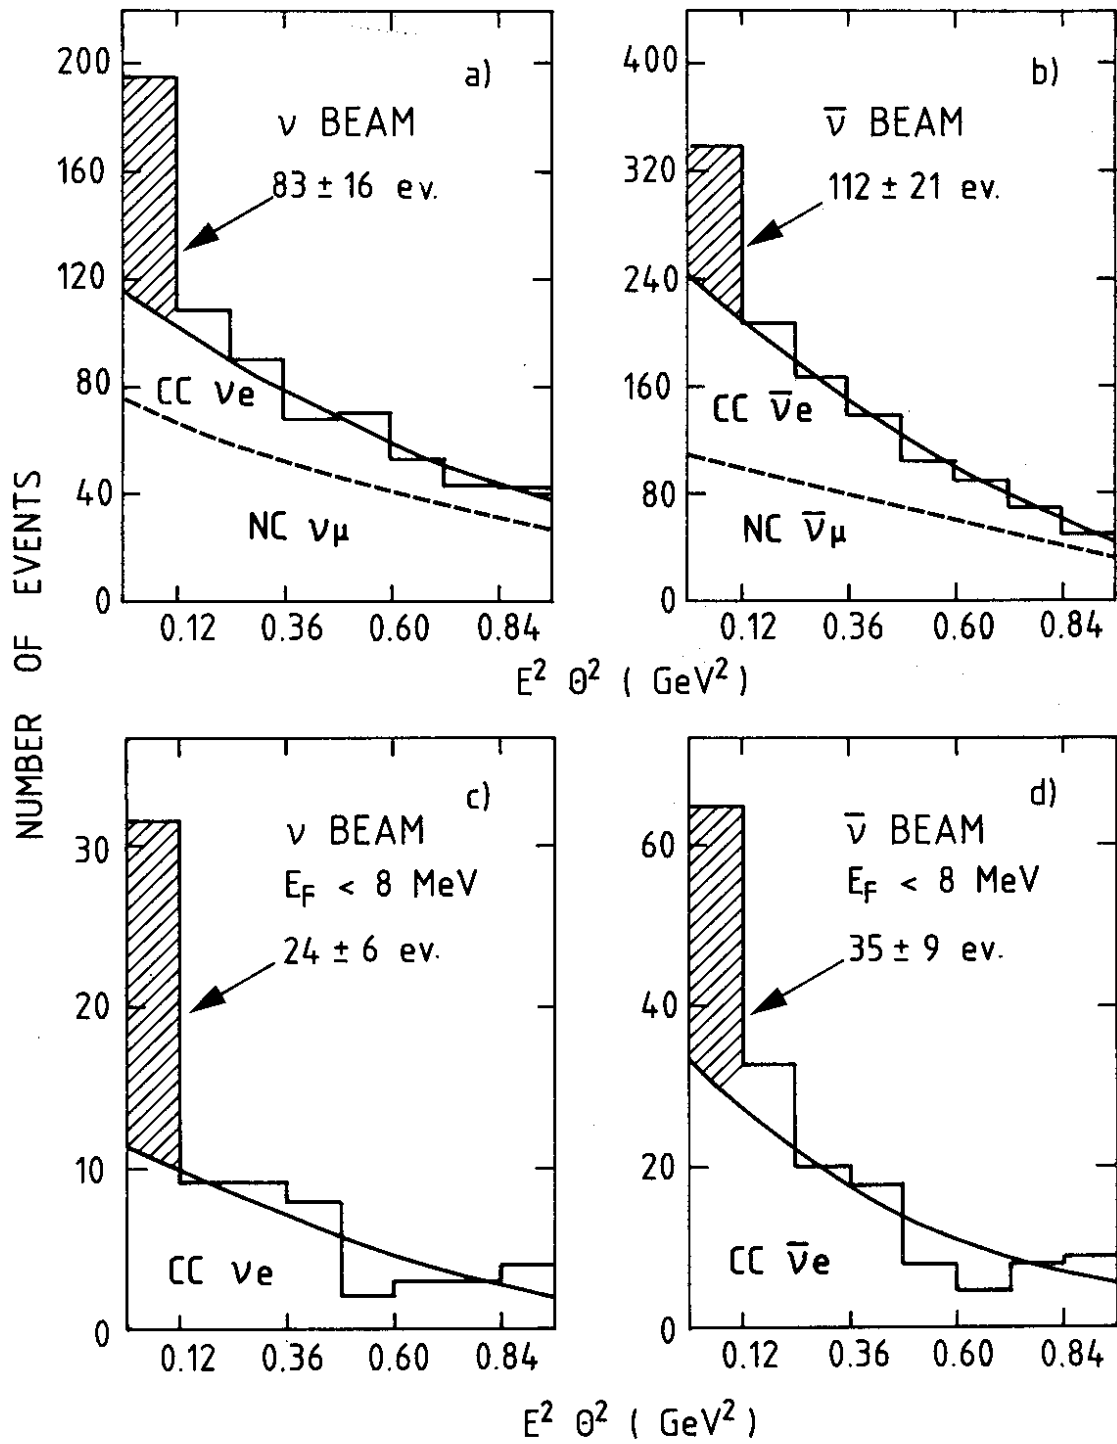 NUMBER OF EVENTS
a)
ν BEAM
83 ± 16 ev.
CC νe
NC νμ
200
160
120
80
40
0
0.12 0.36 0.60 0.84
b)
ν̅ BEAM
112 ± 21 ev.
CC ν̅e
NC ν̅μ
400
320
240
160
80
0
0.12 0.36 0.60 0.84
E² Θ² ( GeV²)
c)
ν BEAM
E_F < 8 MeV
24 ± 6 ev.
CC νe
30
20
10
0
0.12 0.36 0.60 0.84
d)
ν̅ BEAM
E_F < 8 MeV
35 ± 9 ev.
CC ν̅e
60
40
20
0
0.12 0.36 0.60 0.84
E² Θ² ( GeV²)